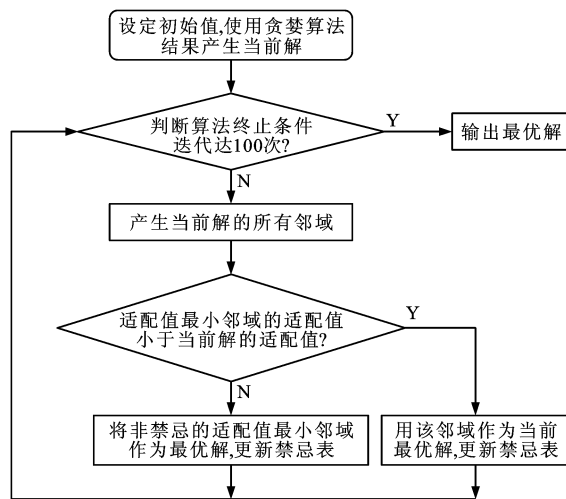 设定初始值,使用贪婪算法
结果产生当前解
判断算法终止条件
迭代达100次?
Y
输出最优解
N
产生当前解的所有邻域
适配值最小邻域的适配值
小于当前解的适配值?
Y
N
将非禁忌的适配值最小邻域
作为最优解,更新禁忌表
用该邻域作为当前
最优解,更新禁忌表